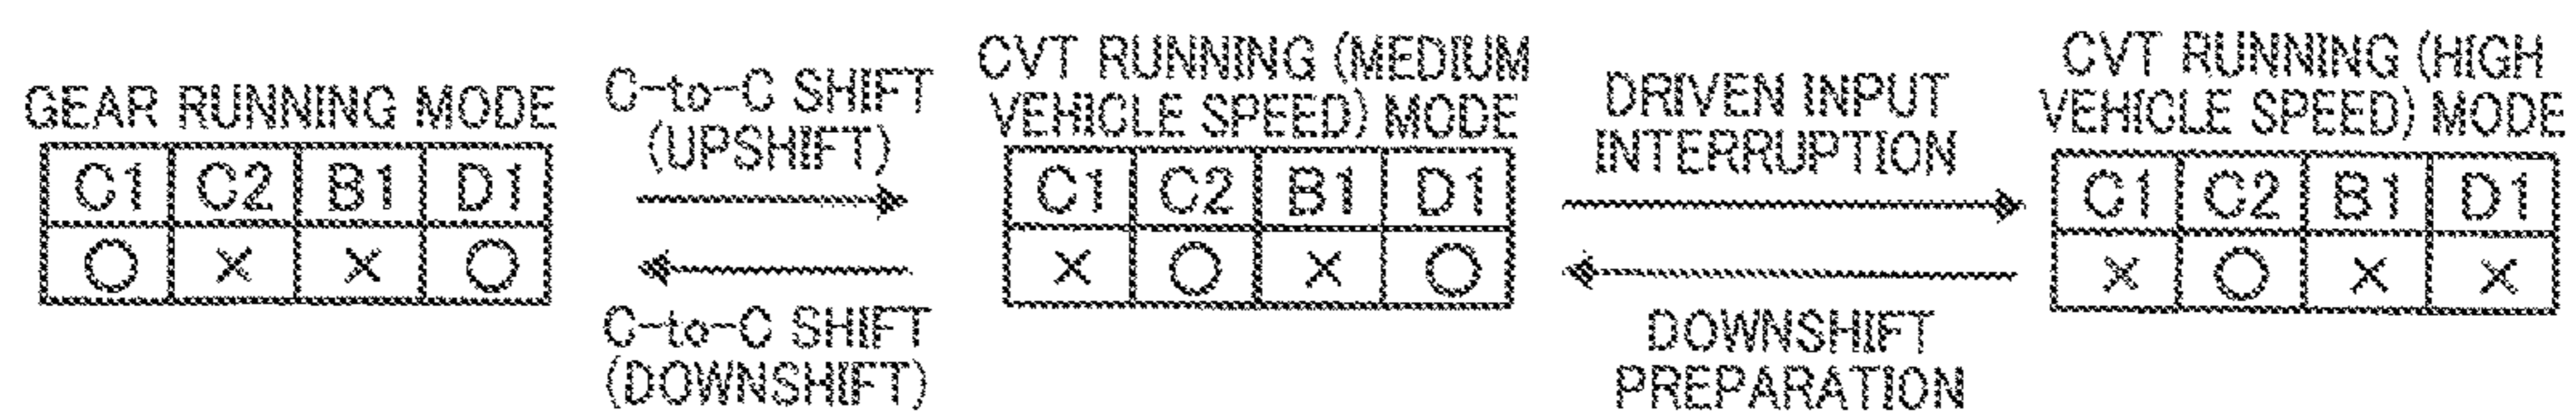 GEAR RUNNING MODE
C1 C2 B1 D1
○ × × ○
C-to-C SHIFT
(UPSHIFT)
C-to-C SHIFT
(DOWNSHIFT)
CVT RUNNING (MEDIUM
VEHICLE SPEED) MODE
C1 C2 B1 D1
× ○ × ○
DRIVEN INPUT
INTERRUPTION
DOWNSHIFT
PREPARATION
CVT RUNNING (HIGH
VEHICLE SPEED) MODE
C1 C2 B1 D1
× ○ × ×